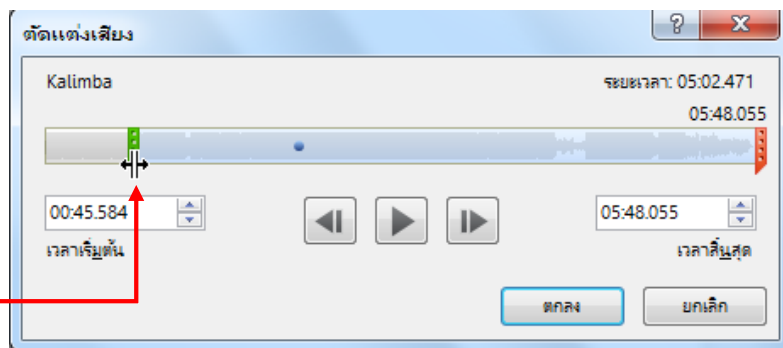 ตัดแต่งเสียง
Kalimba ระยะเวลา: 05:02.471
05:48.055
00:45.584 05:48.055
เวลาเริ่มต้น เวลาสิ้นสุด
ตกลง ยกเลิก